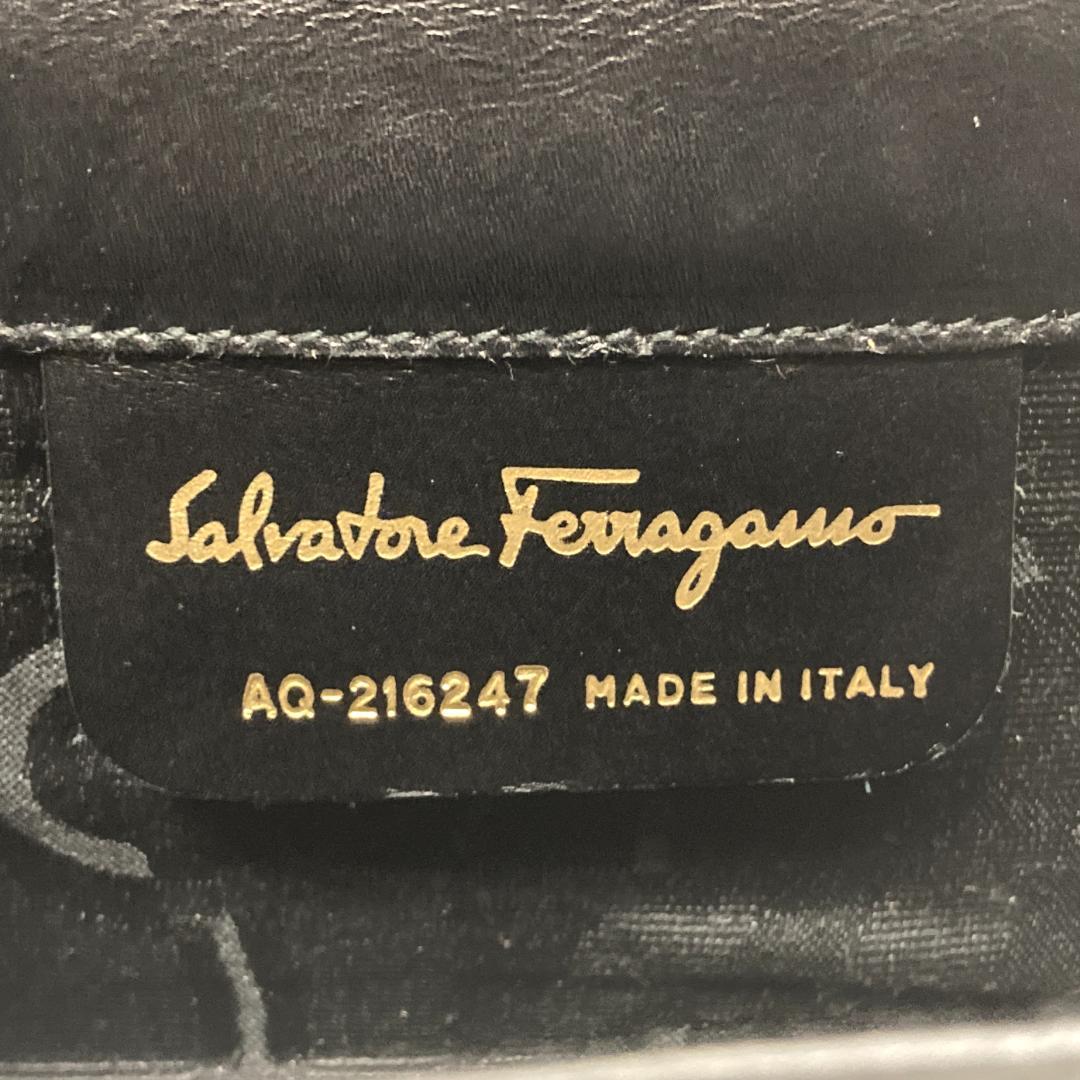 Salvatore Ferragamo
AQ-216247 MADE IN ITALY